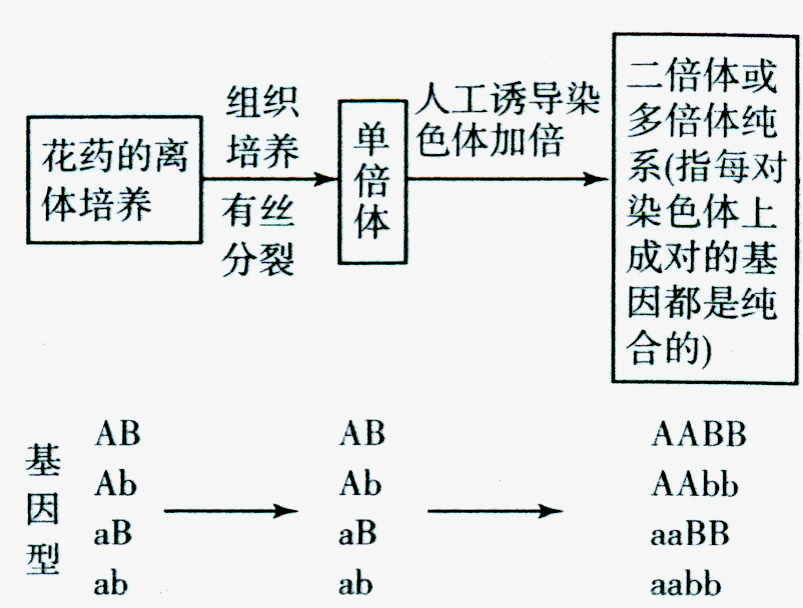 花药的离
体培养
组织
培养
有丝
分裂
单
倍
体
人工诱导染
色体加倍
二倍体或
多倍体纯
系(指每对
染色体上
成对的基
因都是纯
合的)
基
因
型
AB
Ab
aB
ab
AB
Ab
aB
ab
AABB
AAbb
aaBB
aabb